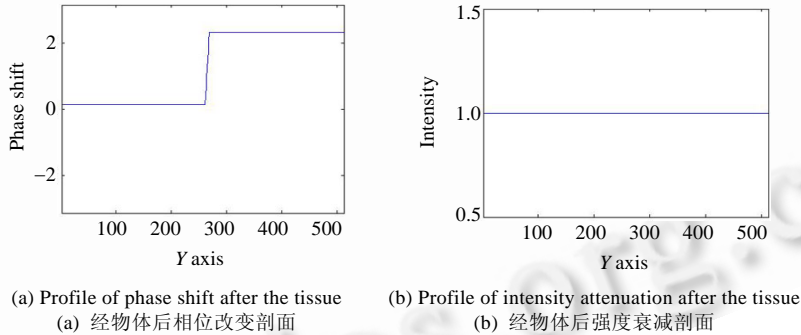 2
0
−2
Phase shift
100 200 300 400 500
Y axis
1.5
1.0
0.5
Intensity
100 200 300 400 500
Y axis
(a) Profile of phase shift after the tissue
(a) 经物体后相位改变剖面
(b) Profile of intensity attenuation after the tissue
(b) 经物体后强度衰减剖面